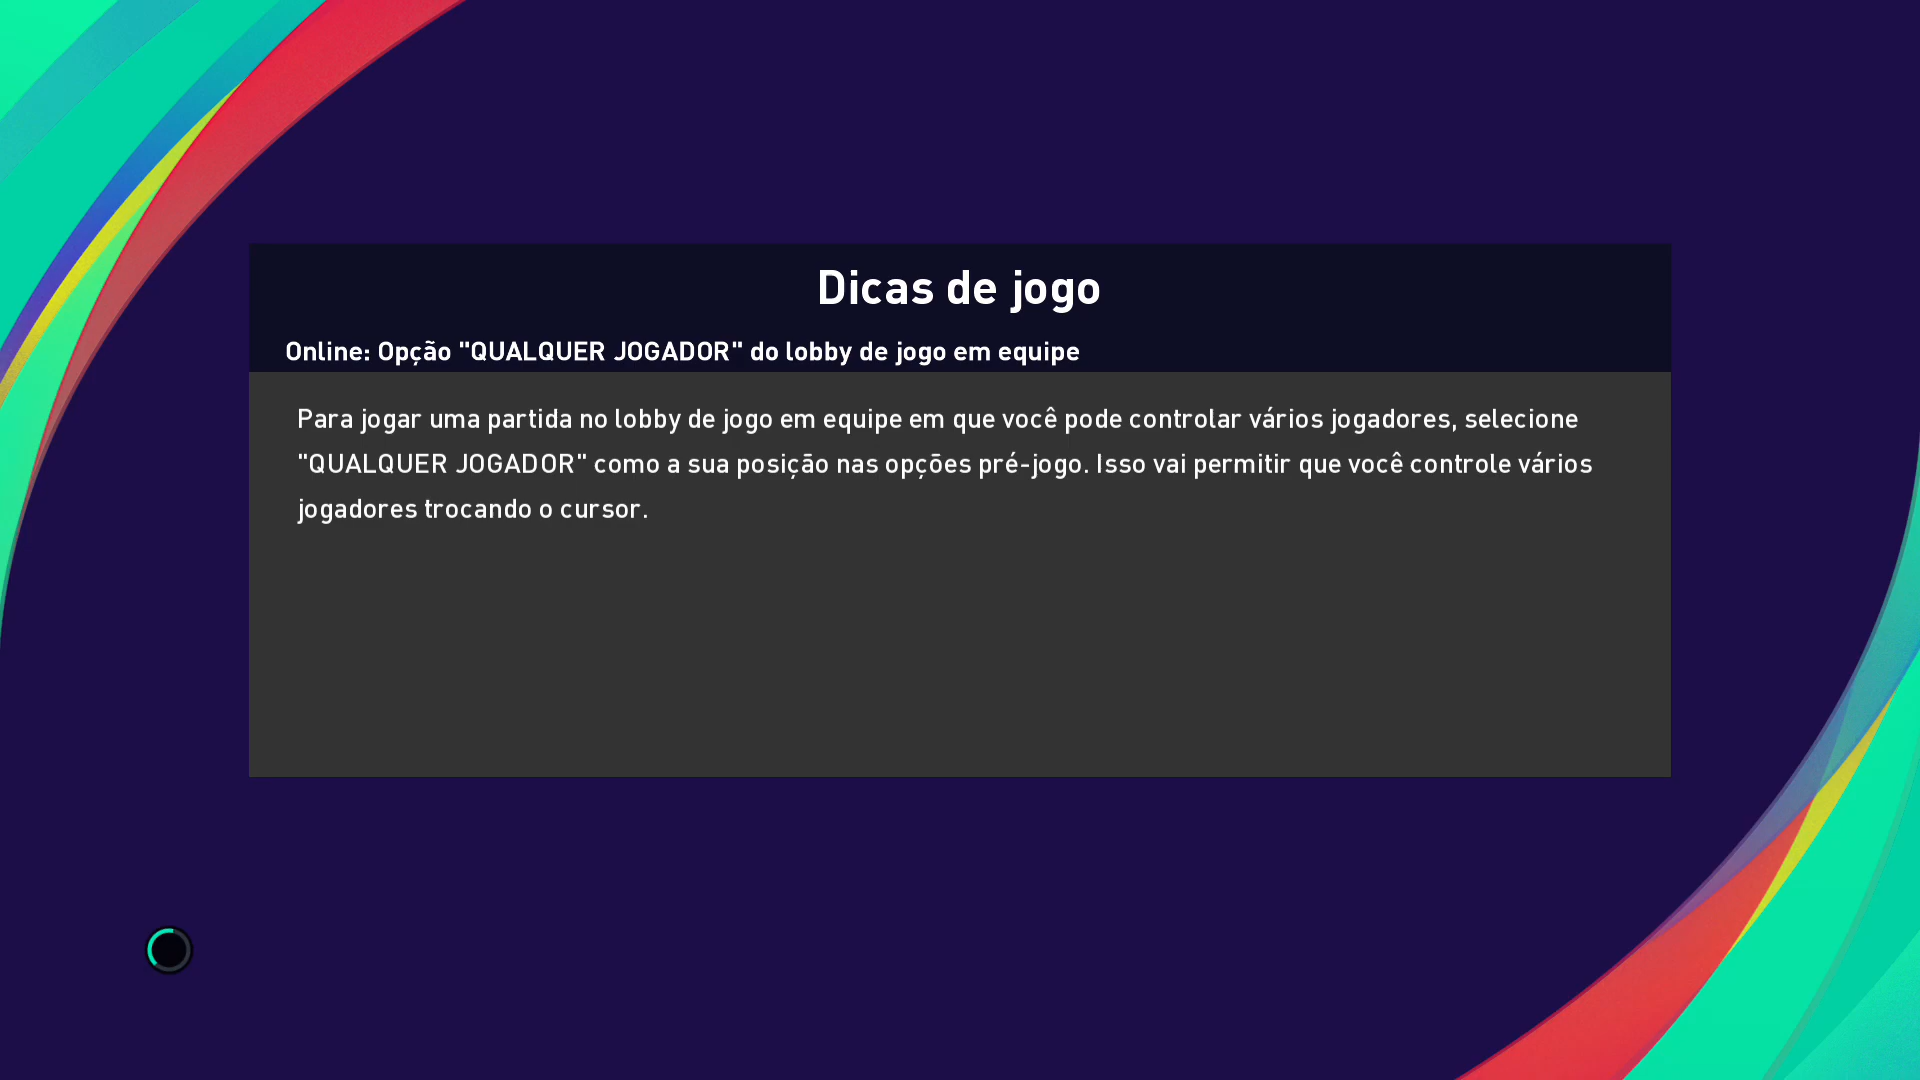 Dicas de jogo
Online: Opção "QUALQUER JOGADOR" do lobby de jogo em equipe
Para jogar uma partida no lobby de jogo em equipe em que você pode controlar vários jogadores, selecione
"QUALQUER JOGADOR" como a sua posição nas opções pré-jogo. Isso vai permitir que você controle vários
jogadores trocando o cursor.